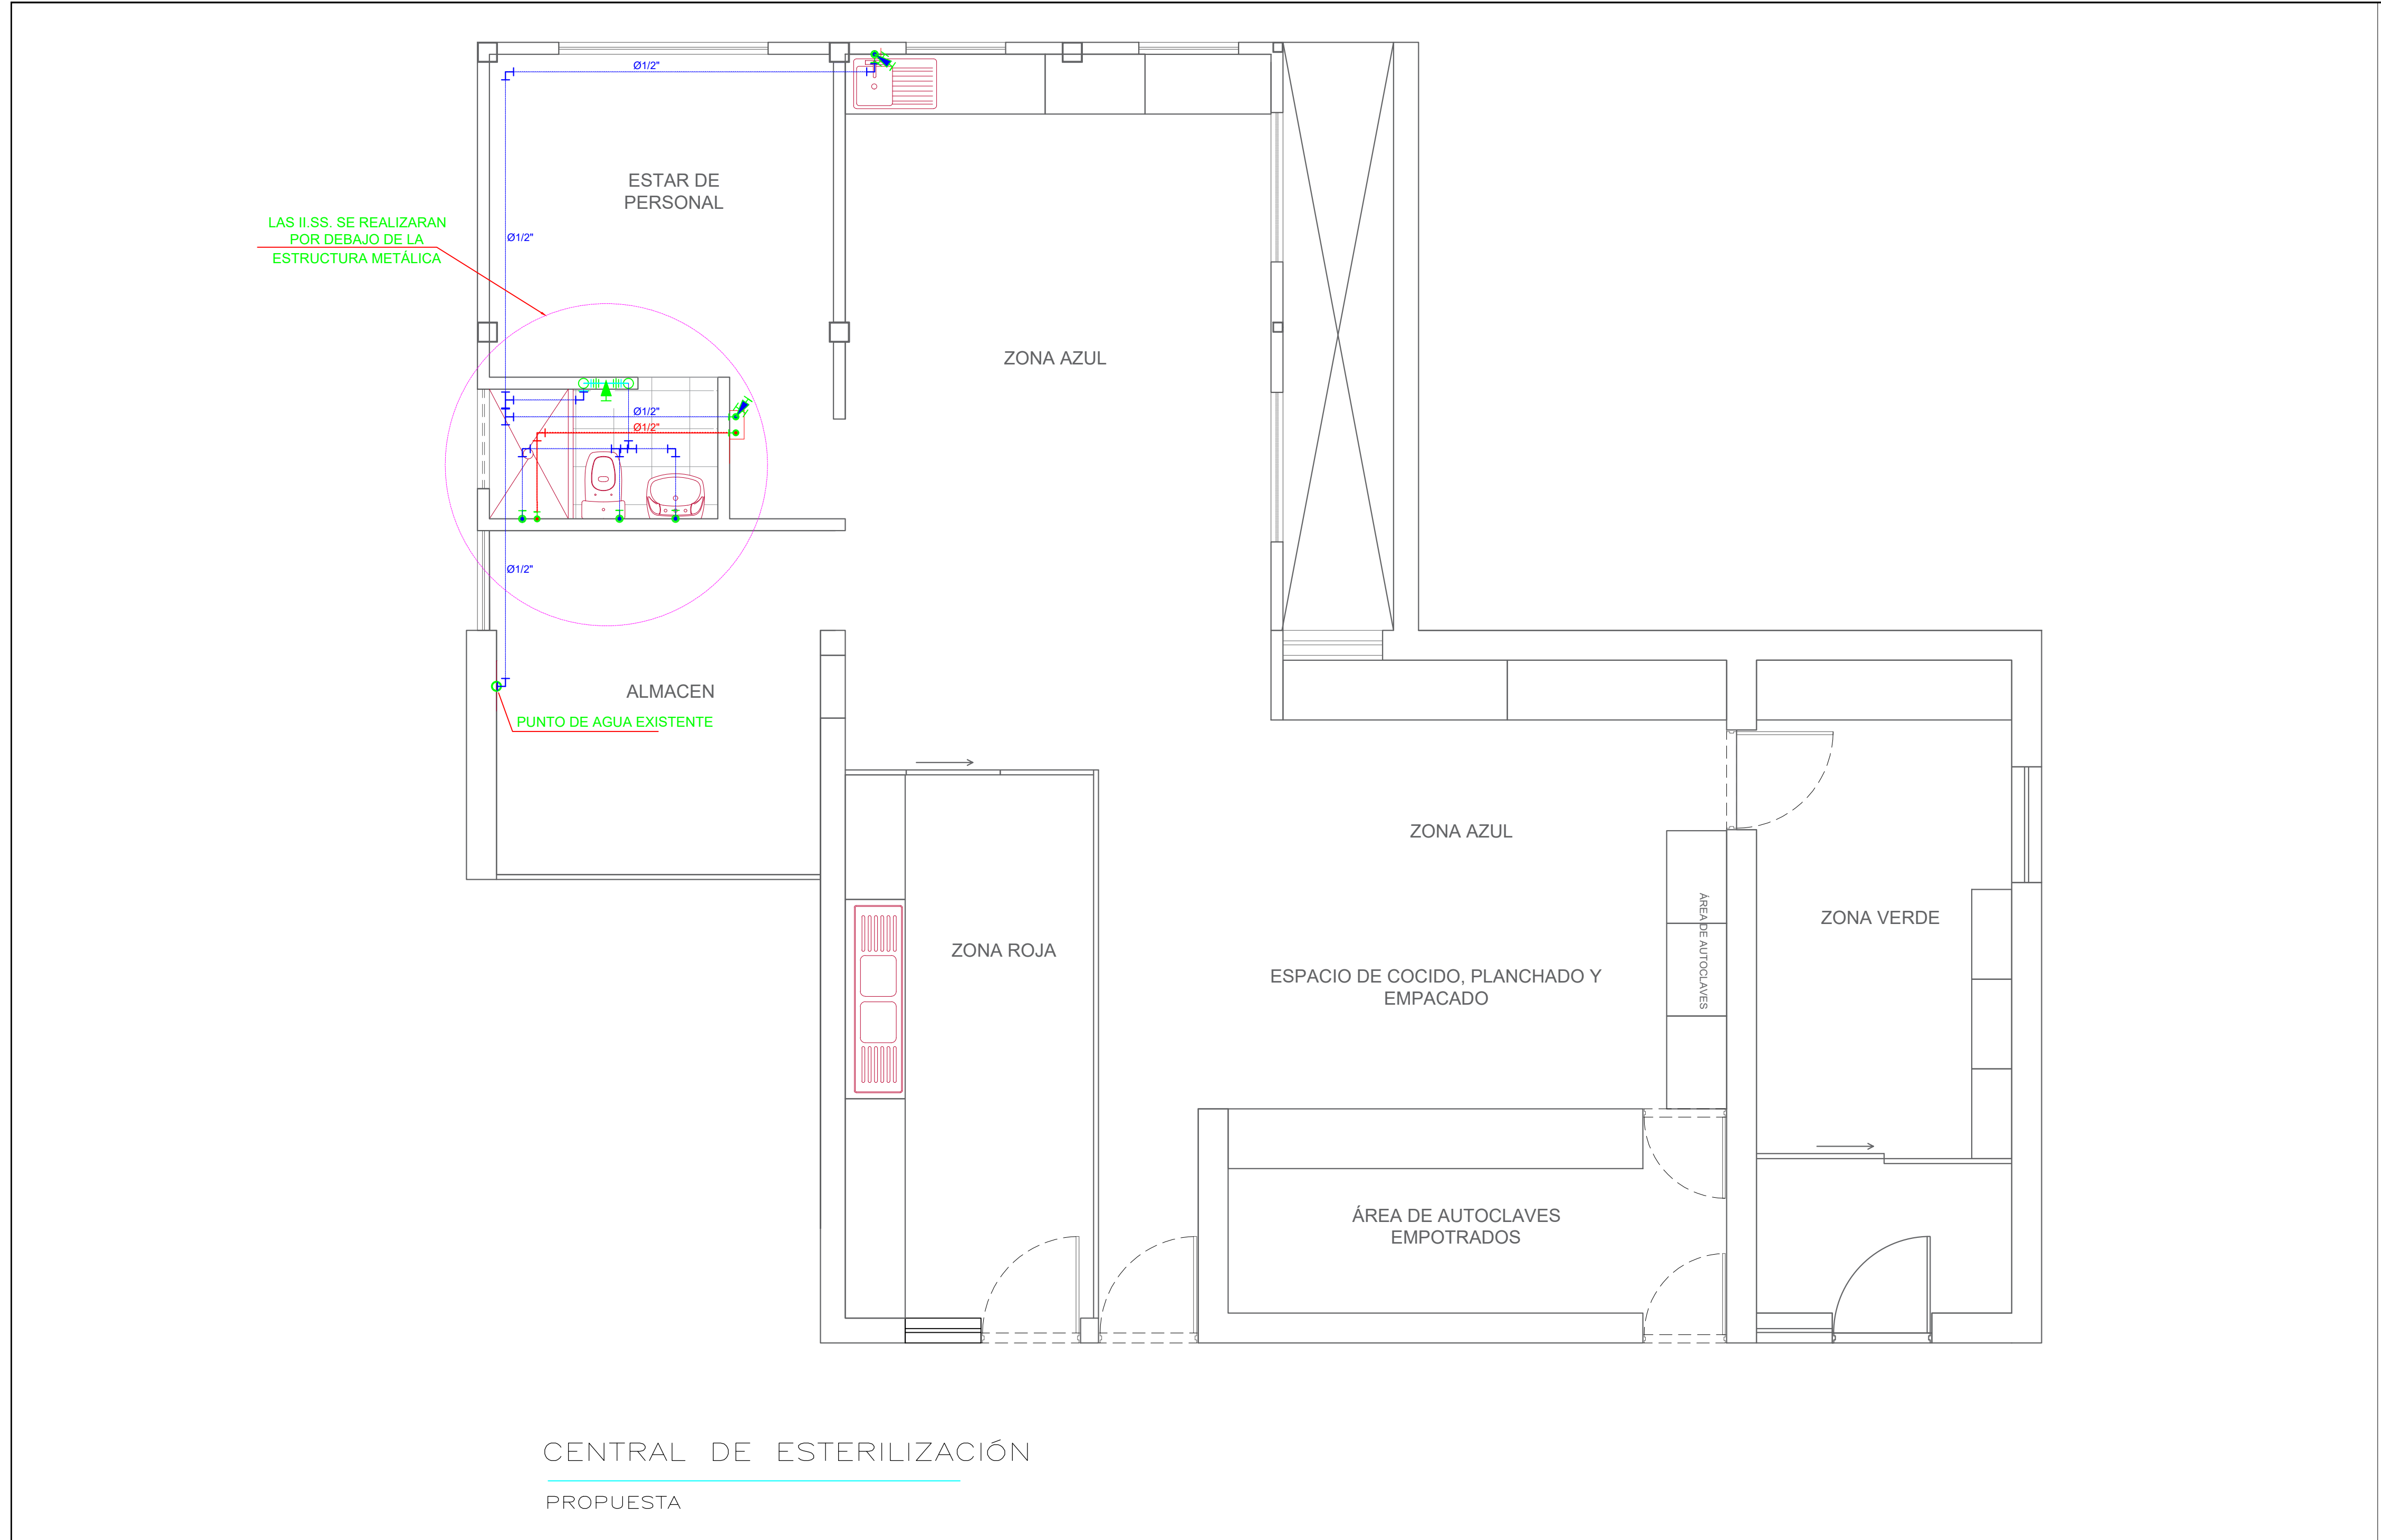 Ø1/2"
ESTAR DE
PERSONAL
LAS II.SS. SE REALIZARAN
POR DEBAJO DE LA
ESTRUCTURA METÁLICA
Ø1/2"
ZONA AZUL
Ø1/2"
Ø1/2"
Ø1/2"
ALMACEN
PUNTO DE AGUA EXISTENTE
ZONA AZUL
ÁREA DE AUTOCLAVES
ZONA VERDE
ZONA ROJA
ESPACIO DE COCIDO, PLANCHADO Y
EMPACADO
ÁREA DE AUTOCLAVES
EMPOTRADOS
CENTRAL DE ESTERILIZACIÓN
PROPUESTA